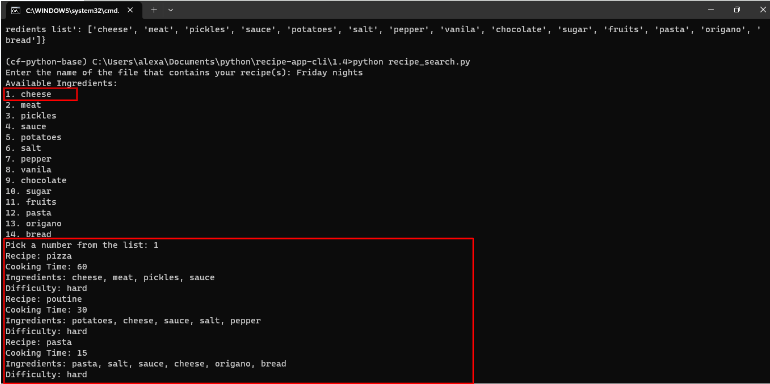 C:\WINDOWS\system32\cmd.
redients list': ['cheese', 'meat', 'pickles', 'sauce', 'potatoes', 'salt', 'pepper', 'vanila', 'chocolate', 'sugar', 'fruits', 'pasta', 'origano', '
bread']}
(cf-python-base) C:\Users\alexa\Documents\python\recipe-app-cli\1.4>python recipe_search.py
Enter the name of the file that contains your recipe(s): Friday nights
Available Ingredients:
1. cheese
2. meat
3. pickles
4. sauce
5. potatoes
6. salt
7. pepper
8. vanila
9. chocolate
10. sugar
11. fruits
12. pasta
13. origano
14. bread
Pick a number from the list: 1
Recipe: pizza
Cooking Time: 60
Ingredients: cheese, meat, pickles, sauce
Difficulty: hard
Recipe: poutine
Cooking Time: 30
Ingredients: potatoes, cheese, sauce, salt, pepper
Difficulty: hard
Recipe: pasta
Cooking Time: 15
Ingredients: pasta, salt, sauce, cheese, origano, bread
Difficulty: hard